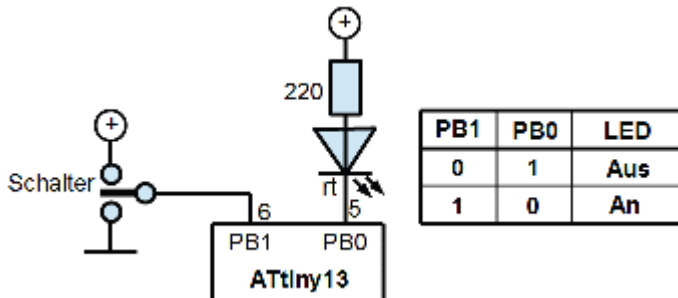 +
220
+
Schalter
rt
6
5
PB1 PB0
ATtiny13
PB1 PB0 LED
0 1 Aus
1 0 An